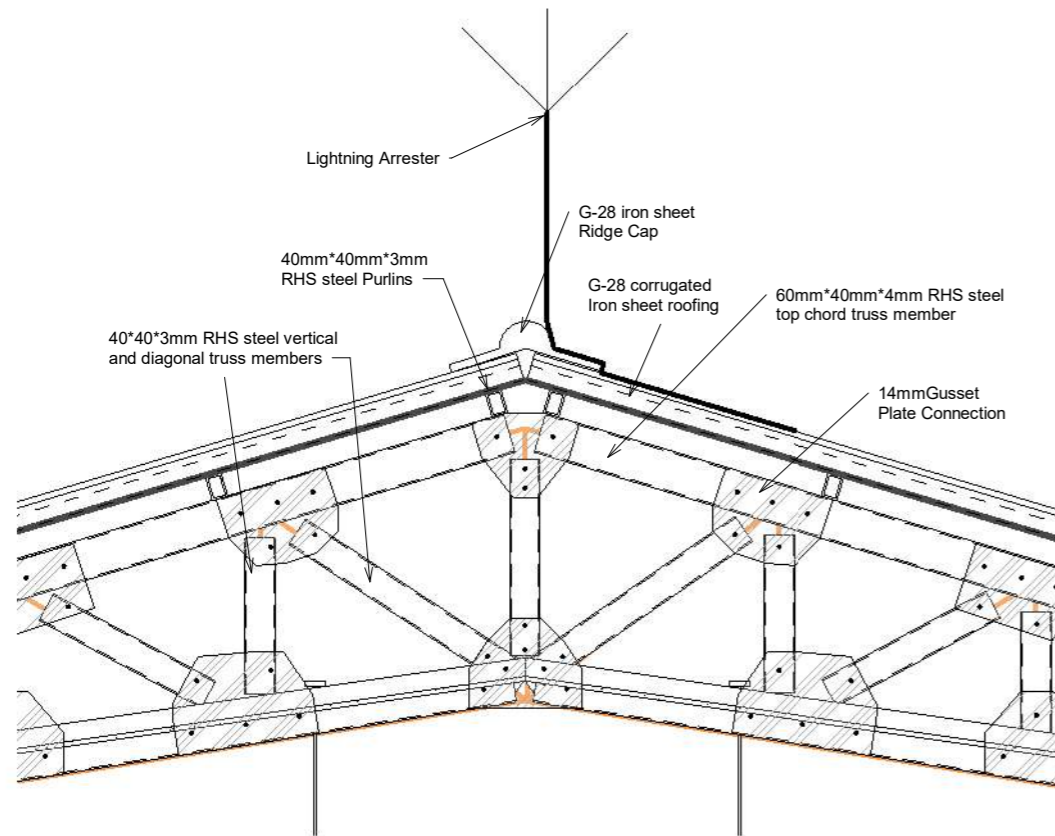 Lightning Arrester
G-28 iron sheet
Ridge Cap
40mm*40mm*3mm
RHS steel Purlins
G-28 corrugated
Iron sheet roofing
60mm*40mm*4mm RHS steel
top chord truss member
40*40*3mm RHS steel vertical
and diagonal truss members
14mmGusset
Plate Connection